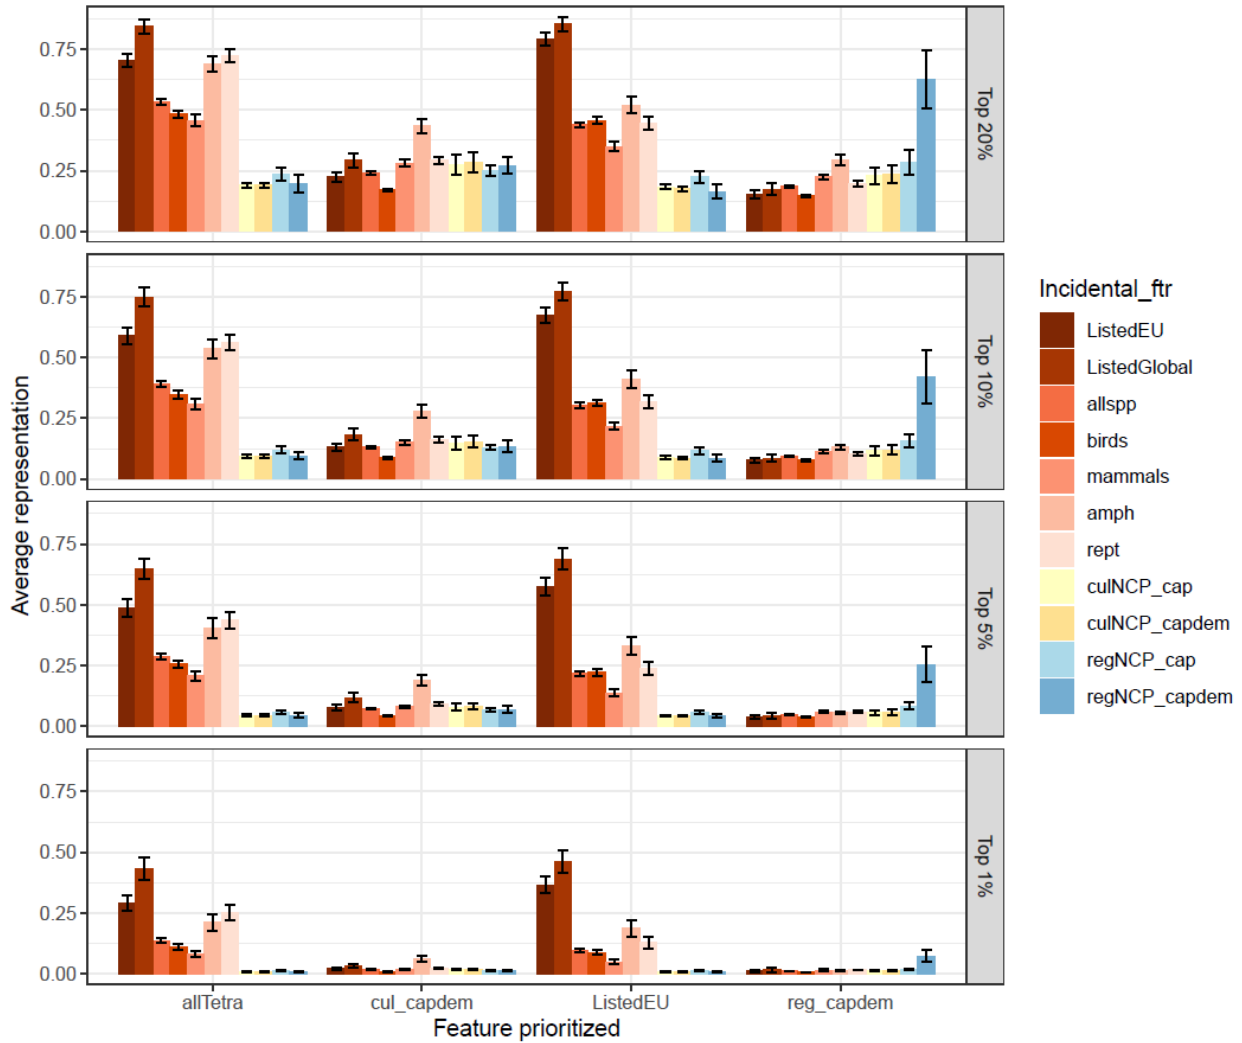 Average representation
0.75
0.50
0.25
0.00
Top 20%
0.75
0.50
0.25
0.00
Top 10%
0.75
0.50
0.25
0.00
Top 5%
0.75
0.50
0.25
0.00
Top 1%
allTetra
cul_capdem
ListedEU
reg_capdem
Feature prioritized
Incidental_ftr
ListedEU
ListedGlobal
allspp
birds
mammals
amph
rept
culNCP_cap
culNCP_capdem
regNCP_cap
regNCP_capdem